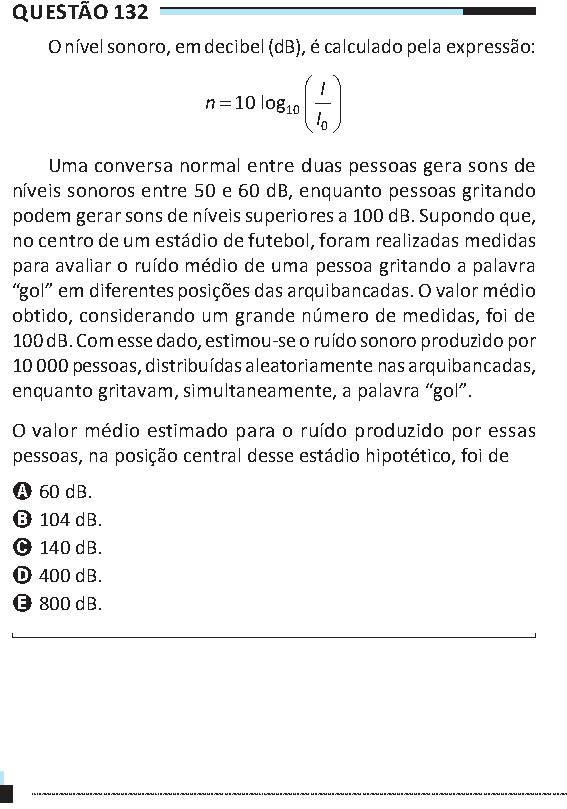 QUESTÃO 132
O nível sonoro, em decibel (dB), é calculado pela expressão:
n = 10 log₁₀ (I / I₀)
Uma conversa normal entre duas pessoas gera sons de
níveis sonoros entre 50 e 60 dB, enquanto pessoas gritando
podem gerar sons de níveis superiores a 100 dB. Supondo que,
no centro de um estádio de futebol, foram realizadas medidas
para avaliar o ruído médio de uma pessoa gritando a palavra
“gol” em diferentes posições das arquibancadas. O valor médio
obtido, considerando um grande número de medidas, foi de
100 dB. Com esse dado, estimou-se o ruído sonoro produzido por
10 000 pessoas, distribuídas aleatoriamente nas arquibancadas,
enquanto gritavam, simultaneamente, a palavra “gol”.
O valor médio estimado para o ruído produzido por essas
pessoas, na posição central desse estádio hipotético, foi de
A 60 dB.
B 104 dB.
C 140 dB.
D 400 dB.
E 800 dB.